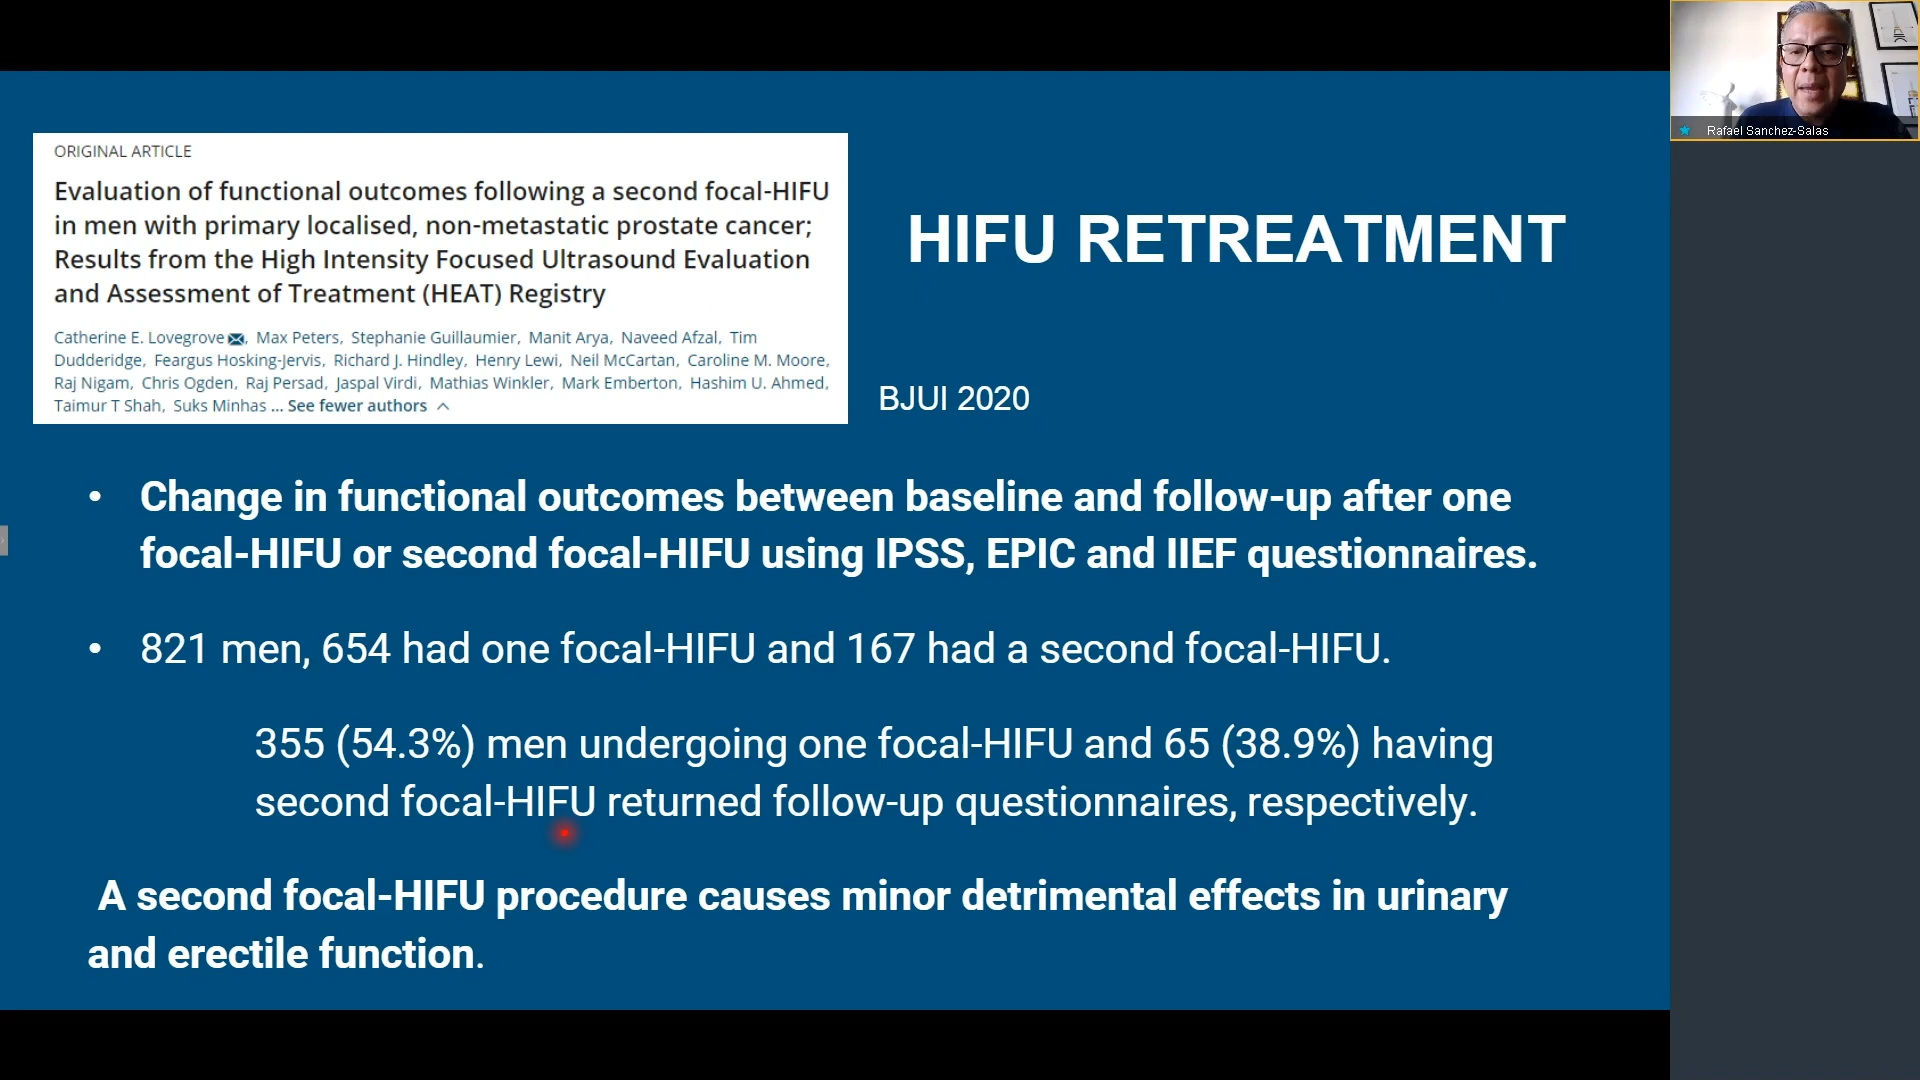 ORIGINAL ARTICLE
Evaluation of functional outcomes following a second focal-HIFU
in men with primary localised, non-metastatic prostate cancer;
Results from the High Intensity Focused Ultrasound Evaluation
and Assessment of Treatment (HEAT) Registry
Catherine E. Lovegrove, Max Peters, Stephanie Guillaumier, Manit Arya, Naveed Afzal, Tim
Dudderidge, Feargus Hosking-Jervis, Richard J. Hindley, Henry Lewi, Neil McCartan, Caroline M. Moore,
Raj Nigam, Chris Ogden, Raj Persad, Jaspal Virdi, Mathias Winkler, Mark Emberton, Hashim U. Ahmed,
Taimur T Shah, Suks Minhas ... See fewer authors
HIFU RETREATMENT
BJUI 2020
• Change in functional outcomes between baseline and follow-up after one
focal-HIFU or second focal-HIFU using IPSS, EPIC and IIEF questionnaires.
• 821 men, 654 had one focal-HIFU and 167 had a second focal-HIFU.
355 (54.3%) men undergoing one focal-HIFU and 65 (38.9%) having
second focal-HIFU returned follow-up questionnaires, respectively.
A second focal-HIFU procedure causes minor detrimental effects in urinary
and erectile function.
Rafael Sanchez-Salas